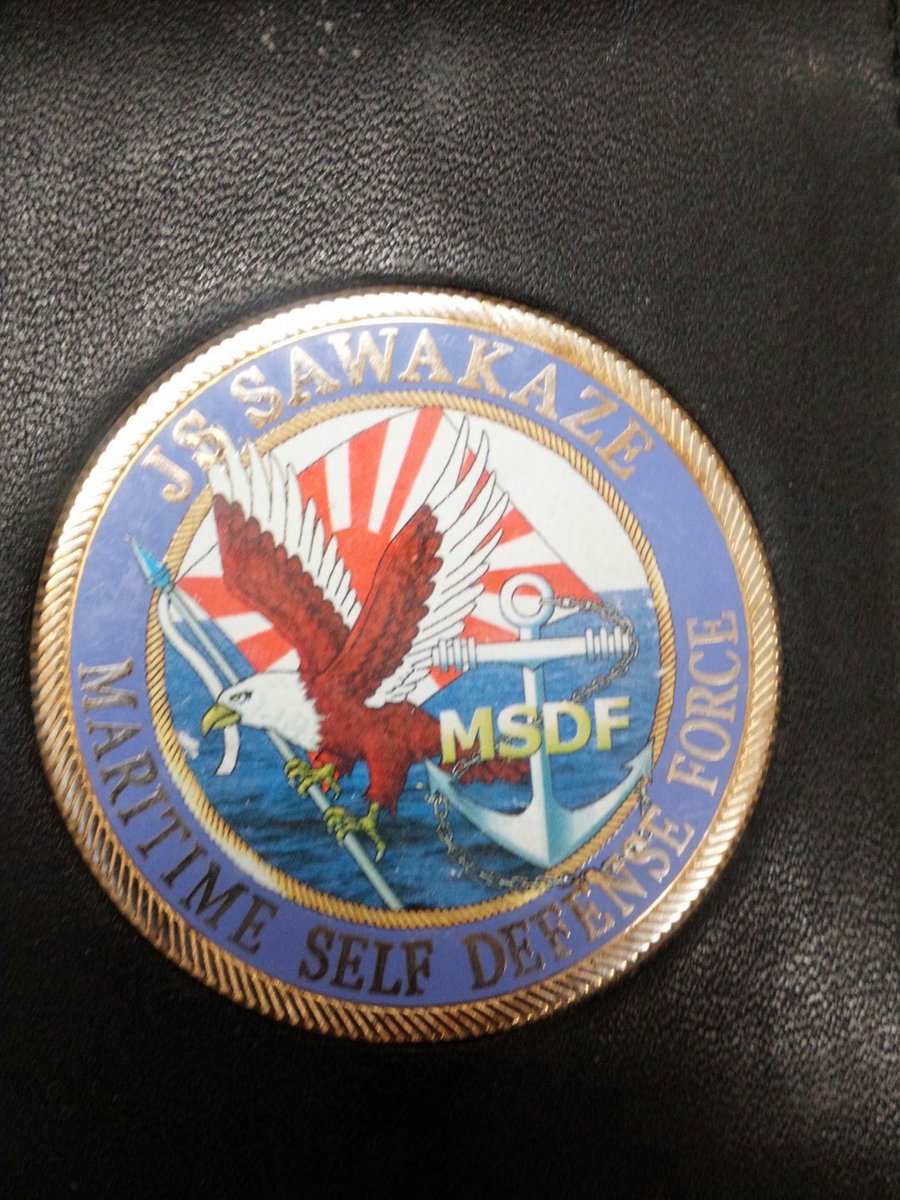 JS SAWAKAZE
MSDF
MARITIME SELF DEFENSE FORCE